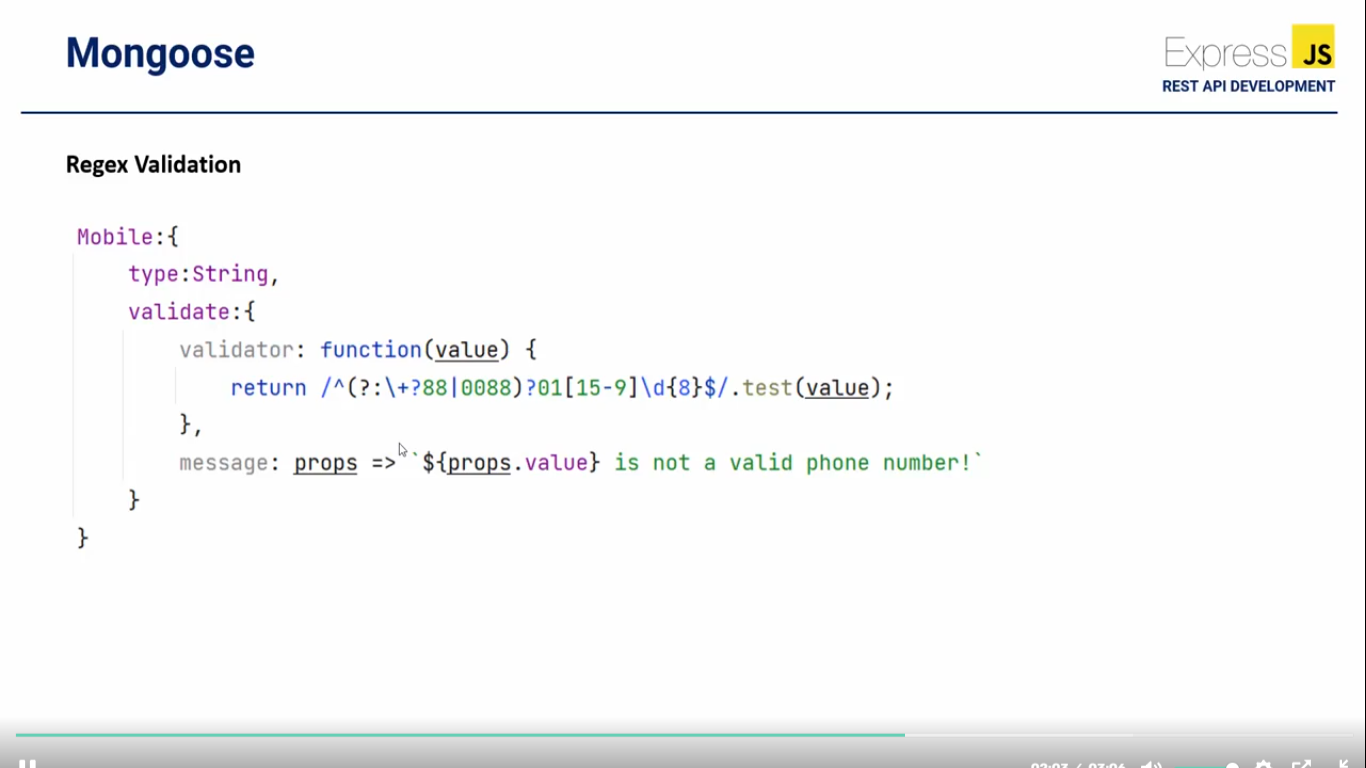 Mongoose
Express JS
REST API DEVELOPMENT
Regex Validation
Mobile:{
type:String,
validate:{
validator: function(value) {
return /^(?:\+?88|0088)?01[15-9]\d{8}$/.test(value);
},
message: props => `${props.value} is not a valid phone number!`
}
}